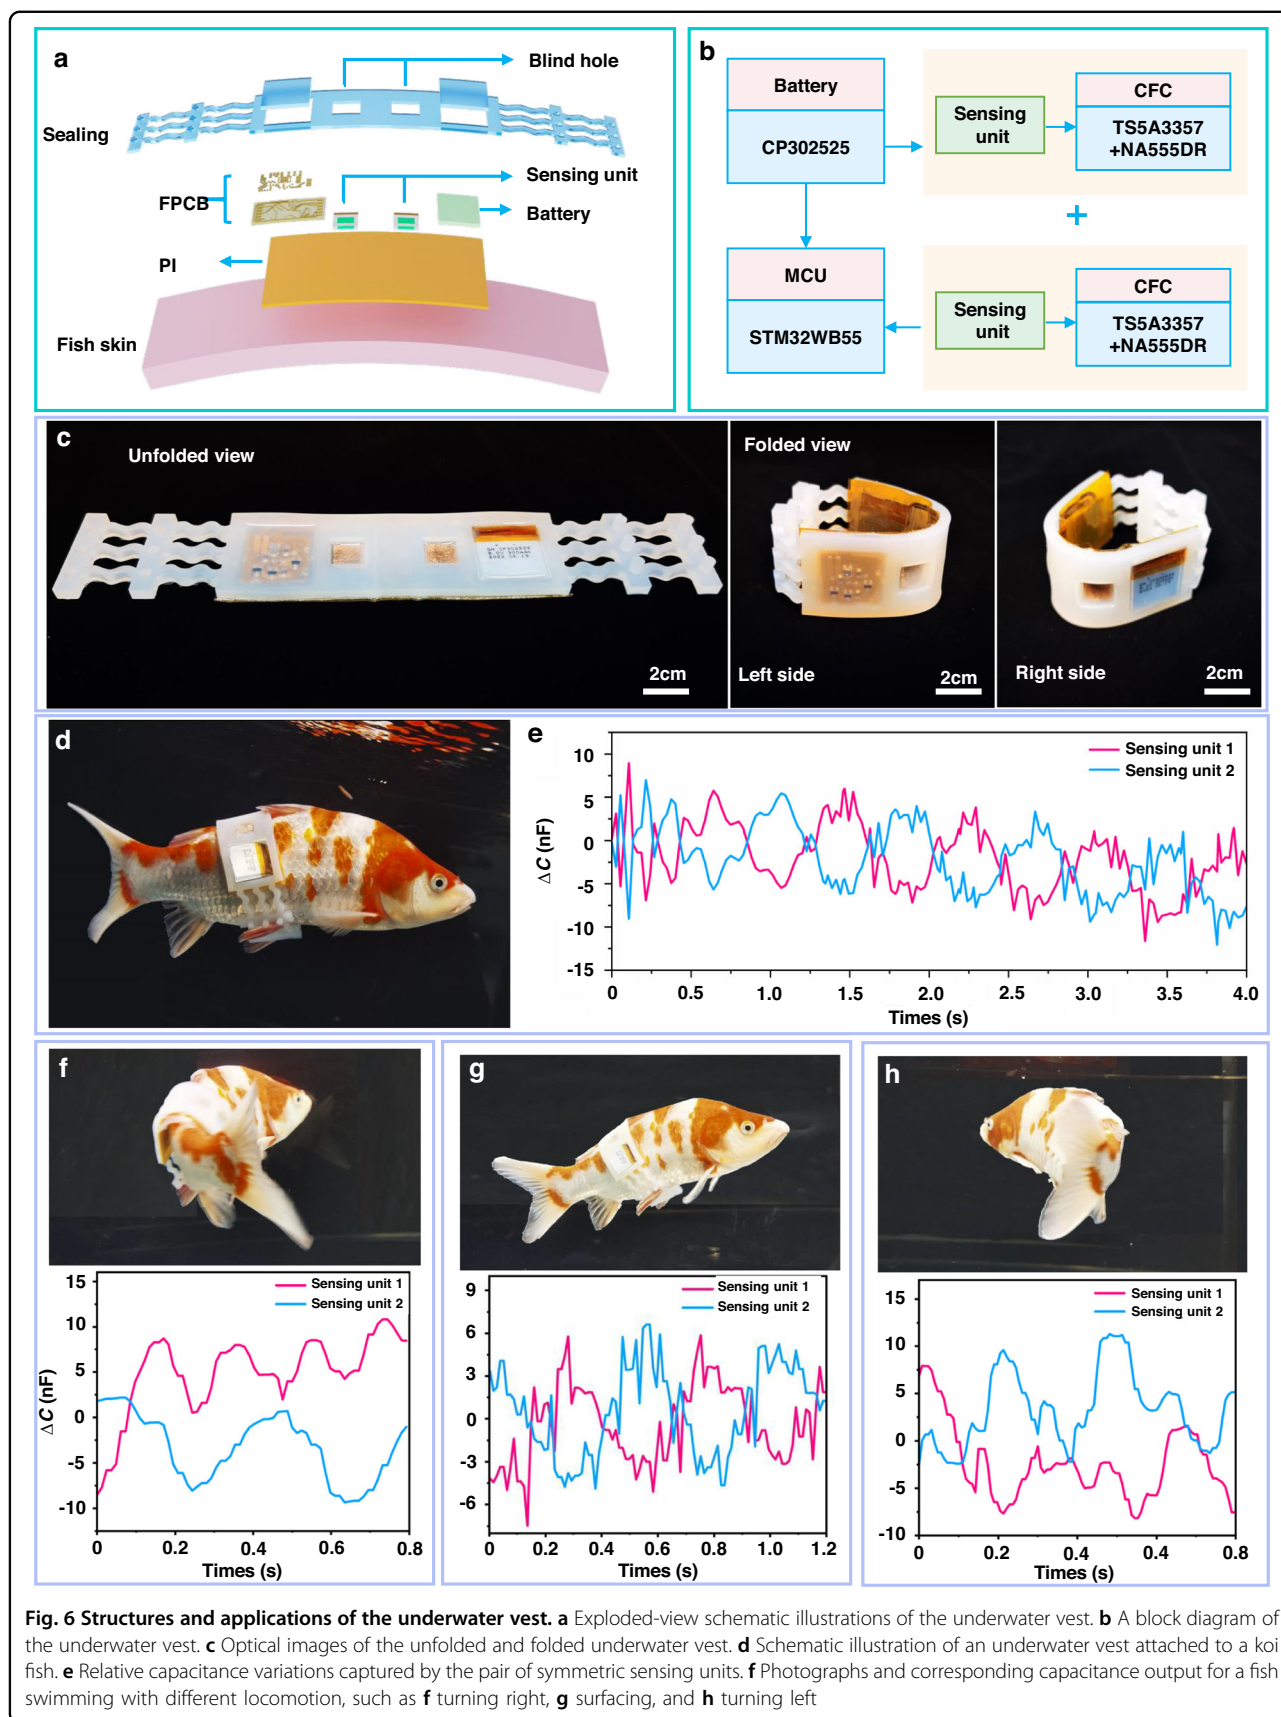 a
Blind hole
Sealing
FPCB
Sensing unit
Battery
PI
Fish skin
b
Battery
CP302525
Sensing
unit
CFC
TS5A3357
+NA555DR
+
MCU
STM32WB55
Sensing
unit
CFC
TS5A3357
+NA555DR
c
Unfolded view
2cm
Folded view
Left side
2cm
Right side
2cm
d
e
Sensing unit 1
Sensing unit 2
ΔC (nF)
10
5
0
-5
-10
-15
0 0.5 1.0 1.5 2.0 2.5 3.0 3.5 4.0
Times (s)
f
Sensing unit 1
Sensing unit 2
ΔC (nF)
15
10
5
0
-5
-10
0 0.2 0.4 0.6 0.8
Times (s)
g
Sensing unit 1
Sensing unit 2
9
6
3
0
-3
-6
0 0.2 0.4 0.6 0.8 1.0 1.2
Times (s)
h
Sensing unit 1
Sensing unit 2
15
10
5
0
-5
-10
0 0.2 0.4 0.4 0.8
Times (s)
Fig. 6 Structures and applications of the underwater vest. a Exploded-view schematic illustrations of the underwater vest. b A block diagram of
the underwater vest. c Optical images of the unfolded and folded underwater vest. d Schematic illustration of an underwater vest attached to a koi
fish. e Relative capacitance variations captured by the pair of symmetric sensing units. f Photographs and corresponding capacitance output for a fish
swimming with different locomotion, such as f turning right, g surfacing, and h turning left